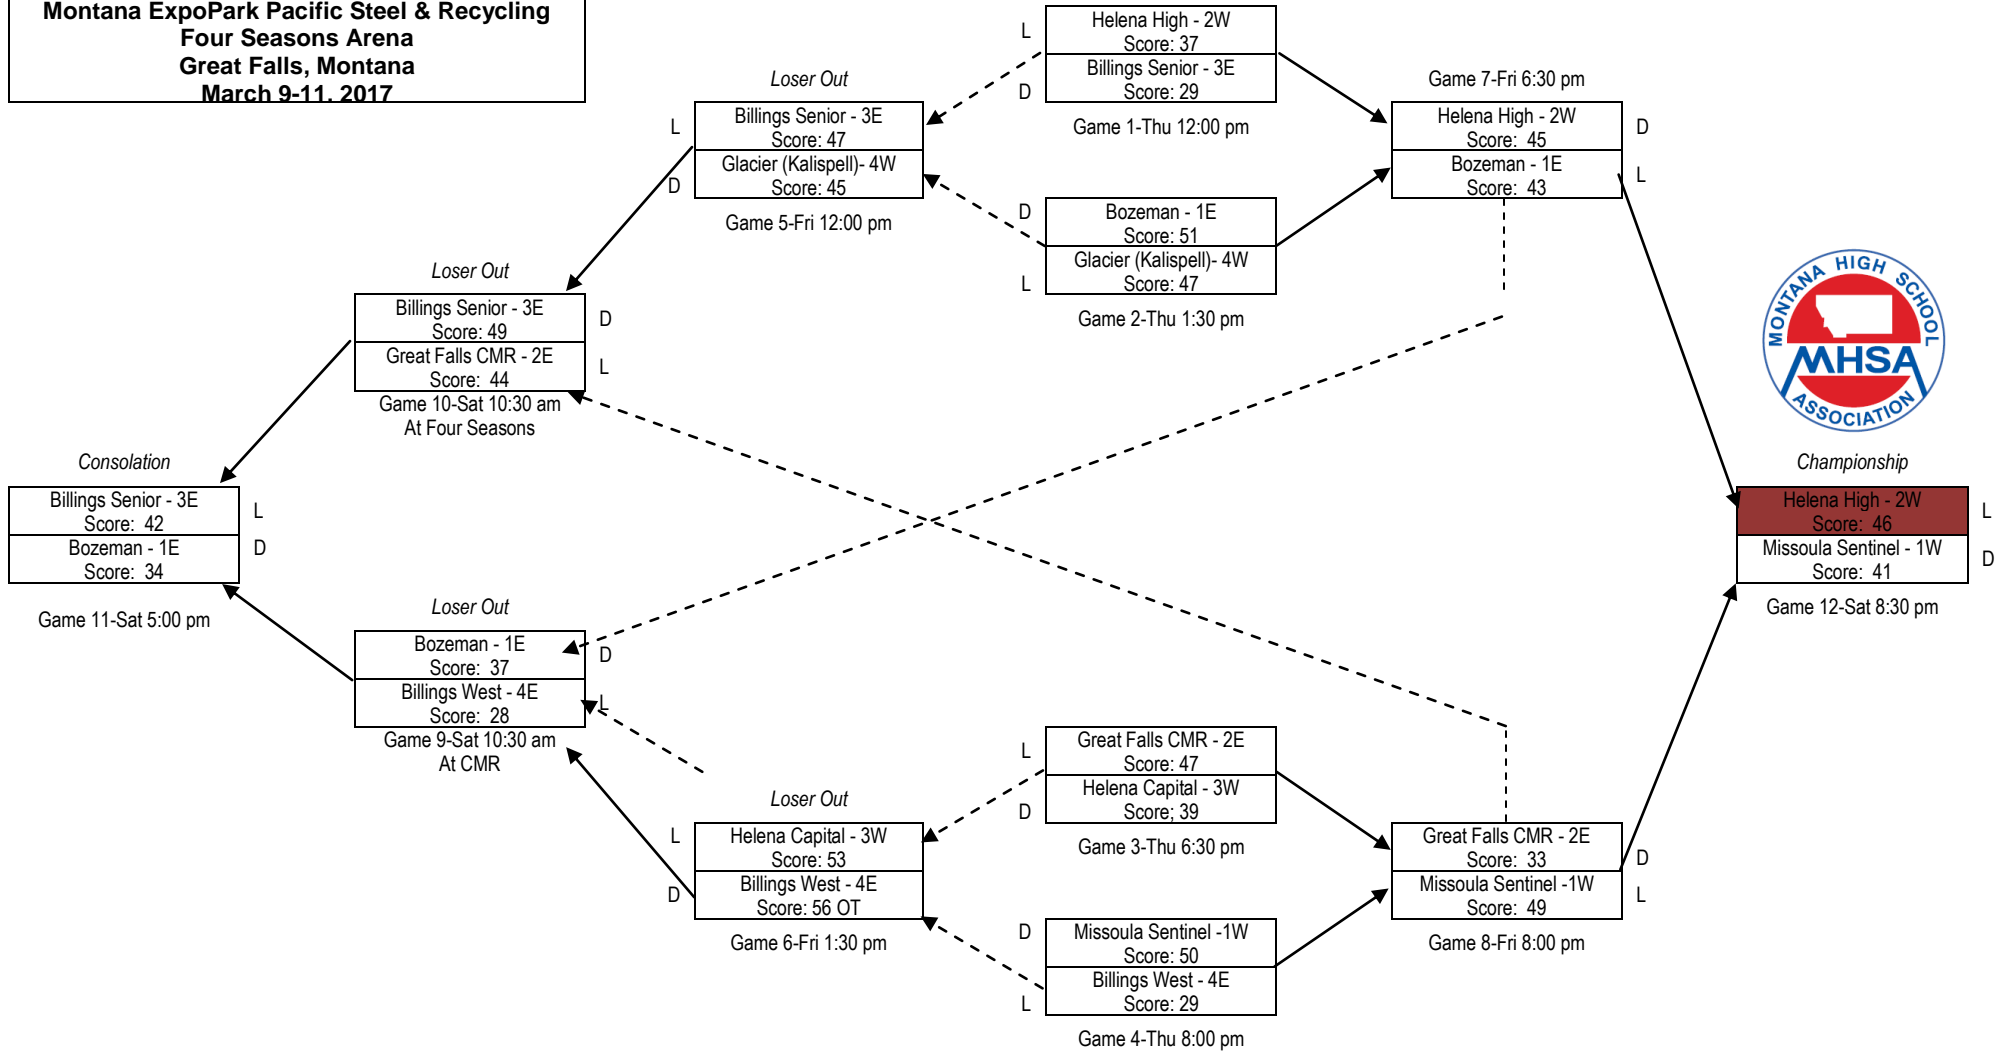 Montana ExpoPark Pacific Steel & Recycling
Four Seasons Arena
Great Falls, Montana
March 9-11, 2017
L
Helena High - 2W
Score: 37
Billings Senior - 3E
Score: 29
D
Game 1-Thu 12:00 pm
Loser Out
L
Billings Senior - 3E
Score: 47
Glacier (Kalispell)- 4W
Score: 45
D
Game 5-Fri 12:00 pm
Game 7-Fri 6:30 pm
Helena High - 2W
Score: 45
D
Bozeman - 1E
Score: 43
L
D
Bozeman - 1E
Score: 51
Glacier (Kalispell)- 4W
Score: 47
L
Game 2-Thu 1:30 pm
Loser Out
Billings Senior - 3E
Score: 49
D
Great Falls CMR - 2E
Score: 44
L
Game 10-Sat 10:30 am
At Four Seasons
MONTANA HIGH SCHOOL
MHSA
ASSOCIATION
Consolation
Billings Senior - 3E
Score: 42
L
Bozeman - 1E
Score: 34
D
Game 11-Sat 5:00 pm
Championship
Helena High - 2W
Score: 46
L
Missoula Sentinel - 1W
Score: 41
D
Game 12-Sat 8:30 pm
Loser Out
Bozeman - 1E
Score: 37
D
Billings West - 4E
Score: 28
L
Game 9-Sat 10:30 am
At CMR
L
Great Falls CMR - 2E
Score: 47
Helena Capital - 3W
Score; 39
D
Game 3-Thu 6:30 pm
Loser Out
L
Helena Capital - 3W
Score: 53
Billings West - 4E
Score: 56 OT
D
Game 6-Fri 1:30 pm
Great Falls CMR - 2E
Score: 33
D
Missoula Sentinel -1W
Score: 49
L
Game 8-Fri 8:00 pm
D
Missoula Sentinel -1W
Score: 50
Billings West - 4E
Score: 29
L
Game 4-Thu 8:00 pm